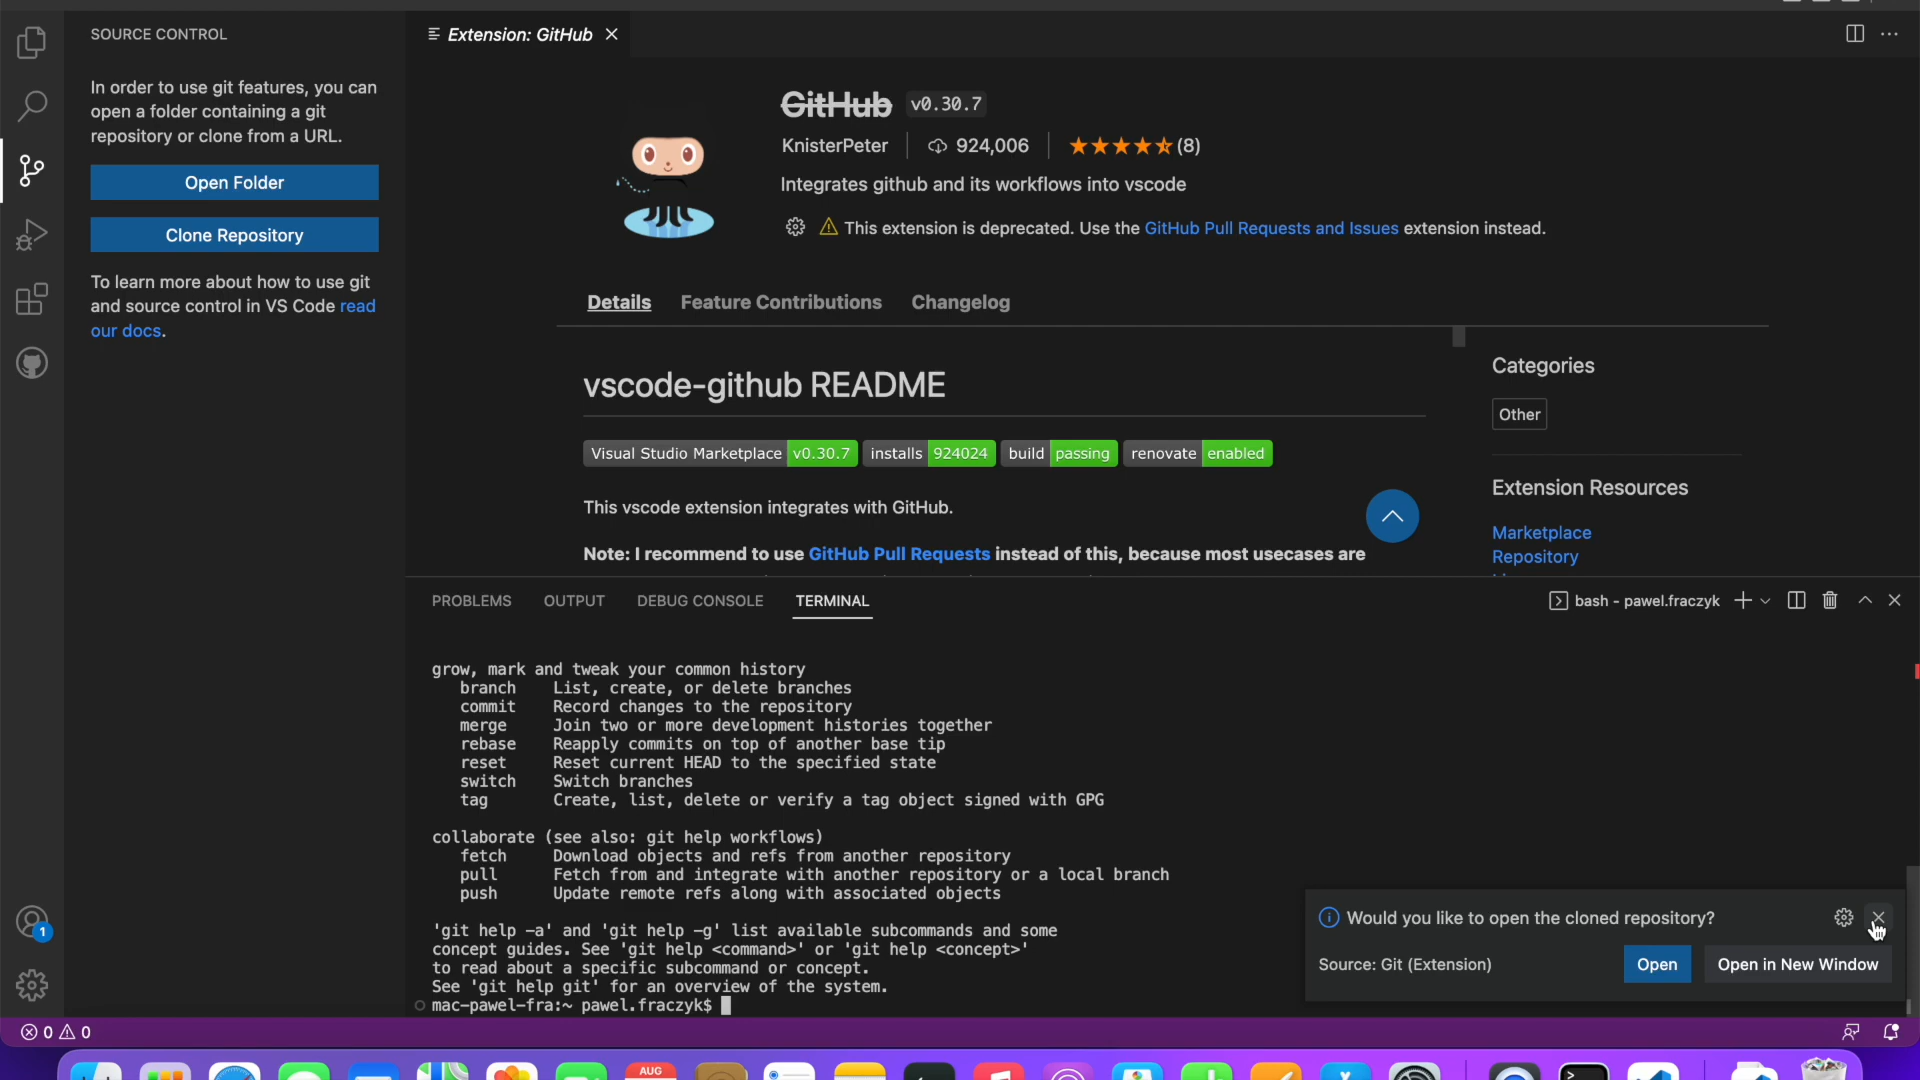 SOURCE CONTROL
In order to use git features, you can
open a folder containing a git
repository or clone from a URL.
Open Folder
Clone Repository
To learn more about how to use git
and source control in VS Code read
our docs.
Extension: GitHub
GitHub v0.30.7
KnisterPeter 924,006 (8)
Integrates github and its workflows into vscode
This extension is deprecated. Use the GitHub Pull Requests and Issues extension instead.
Details Feature Contributions Changelog
vscode-github README
Visual Studio Marketplace v0.30.7 installs 924024 build passing renovate enabled
This vscode extension integrates with GitHub.
Note: I recommend to use GitHub Pull Requests instead of this, because most usecases are
Categories
Other
Extension Resources
Marketplace
Repository
PROBLEMS OUTPUT DEBUG CONSOLE TERMINAL
bash - pawel.fraczyk
grow, mark and tweak your common history
branch List, create, or delete branches
commit Record changes to the repository
merge Join two or more development histories together
rebase Reapply commits on top of another base tip
reset Reset current HEAD to the specified state
switch Switch branches
tag Create, list, delete or verify a tag object signed with GPG
collaborate (see also: git help workflows)
fetch Download objects and refs from another repository
pull Fetch from and integrate with another repository or a local branch
push Update remote refs along with associated objects
'git help -a' and 'git help -g' list available subcommands and some
concept guides. See 'git help <command>' or 'git help <concept>'
to read about a specific subcommand or concept.
See 'git help git' for an overview of the system.
mac-pawel-fra:~ pawel.fraczyk$
Would you like to open the cloned repository?
Source: Git (Extension)
Open
Open in New Window
1
0 0
AUG